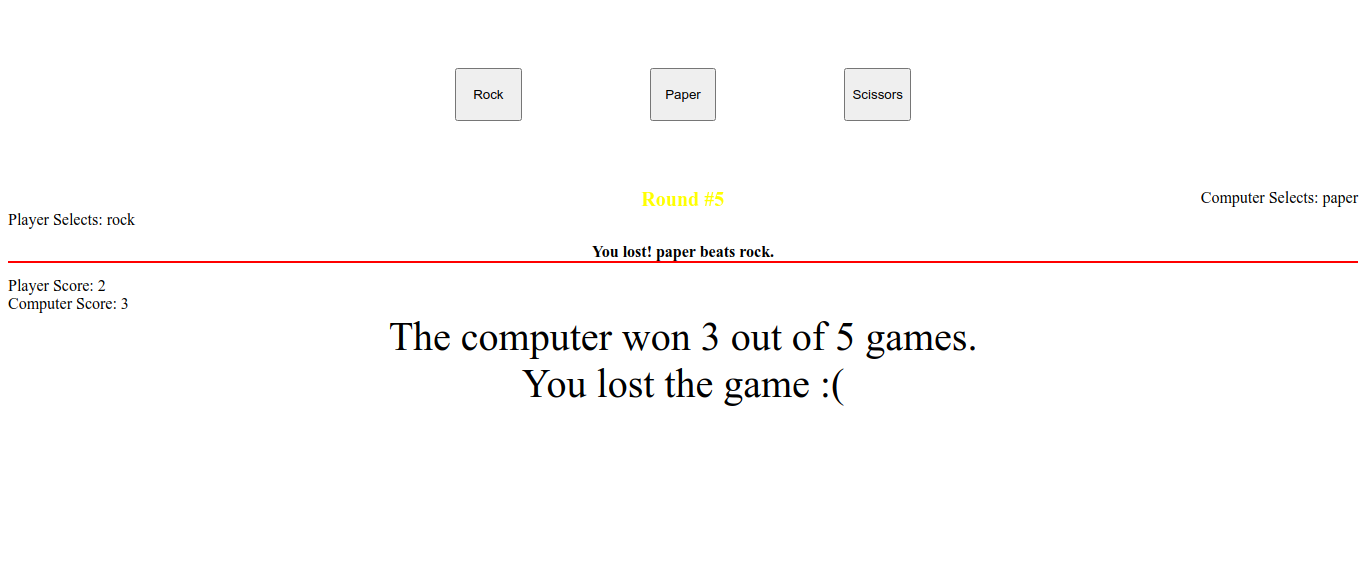 Rock
Paper
Scissors
Round #5
Computer Selects: paper
Player Selects: rock
You lost! paper beats rock.
Player Score: 2
Computer Score: 3
The computer won 3 out of 5 games.
You lost the game :(